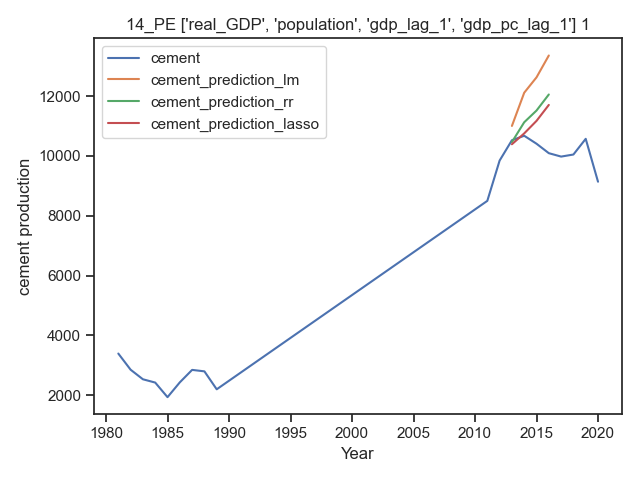 14_PE ['real_GDP', 'population', 'gdp_lag_1', 'gdp_pc_lag_1'] 1
cement
cement_prediction_lm
cement_prediction_rr
cement_prediction_lasso
cement production
12000
10000
8000
6000
4000
2000
1980 1985 1990 1995 2000 2005 2010 2015 2020
Year